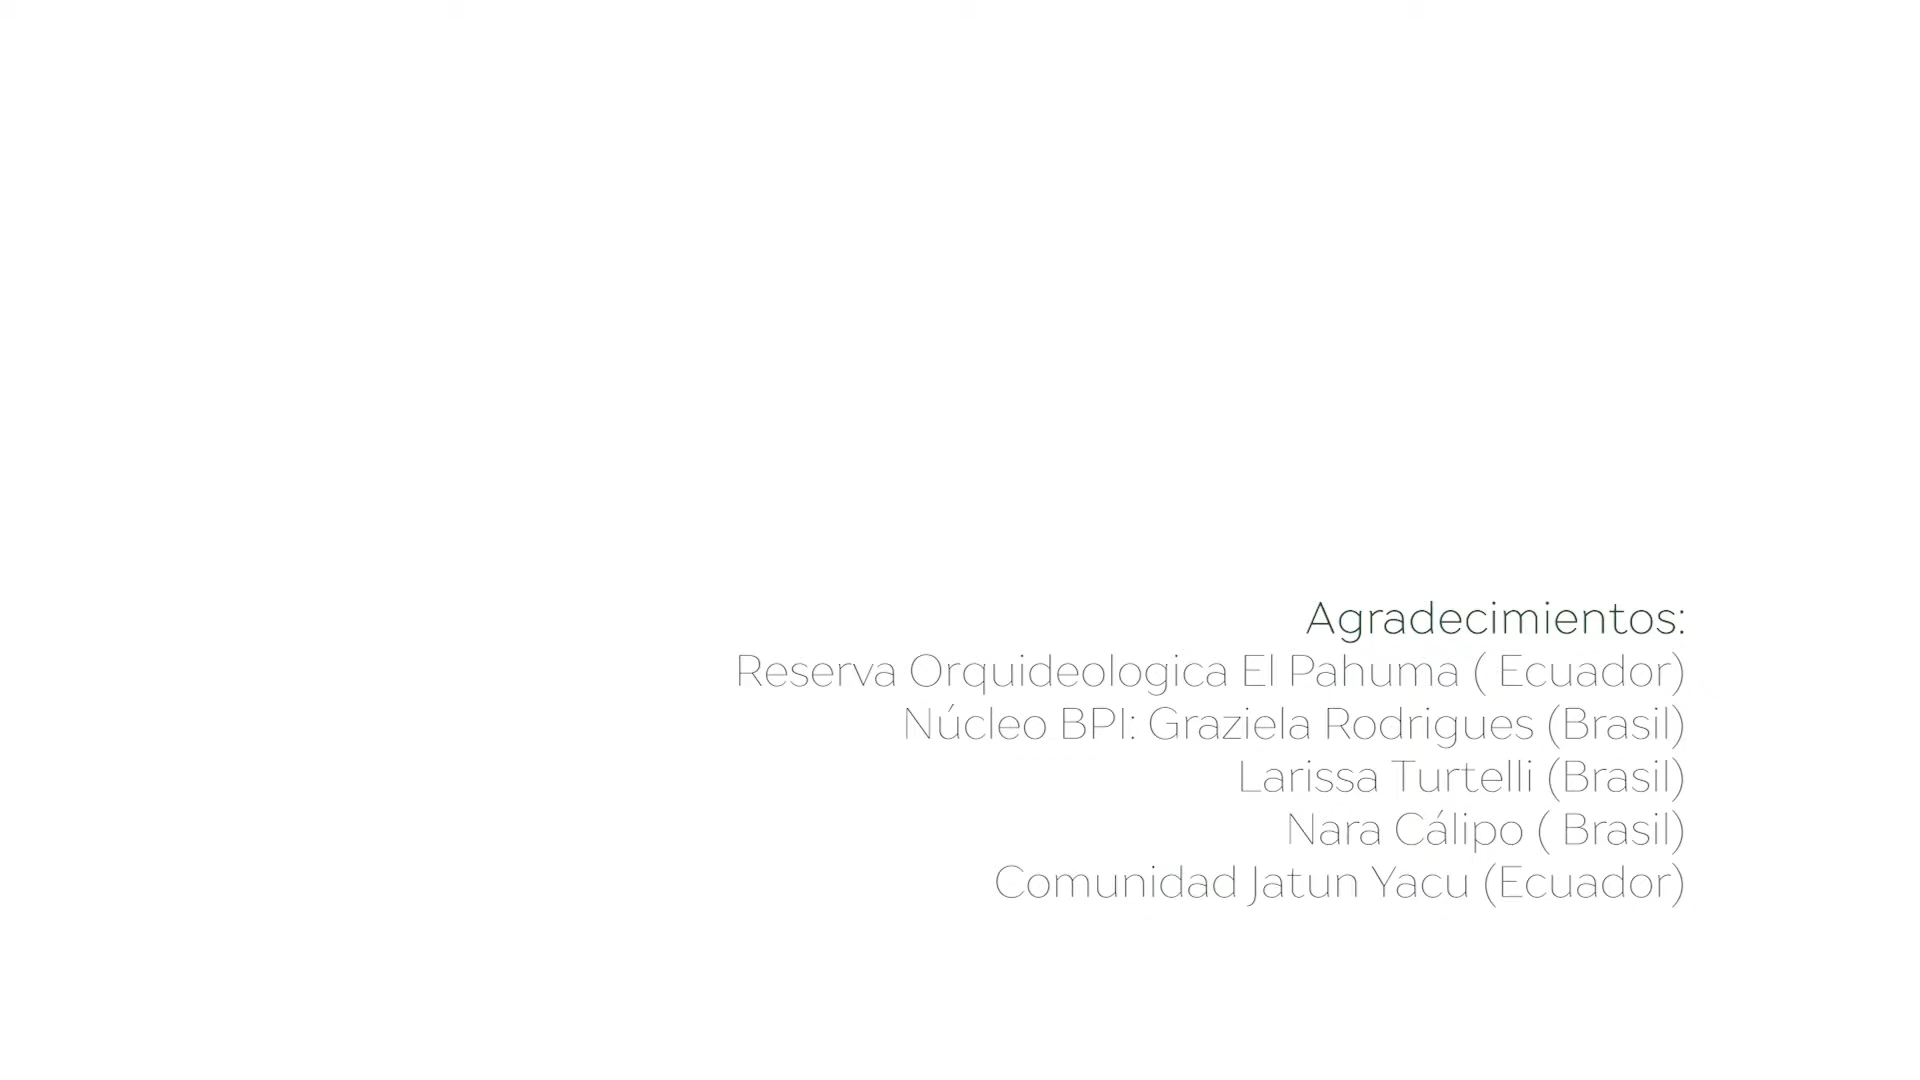 Agradecimientos:
Reserva Orquideologica El Pahuma ( Ecuador)
Núcleo BPI: Graziela Rodrigues (Brasil)
Larissa Turtelli (Brasil)
Nara Cálipo ( Brasil)
Comunidad Jatun Yacu (Ecuador)